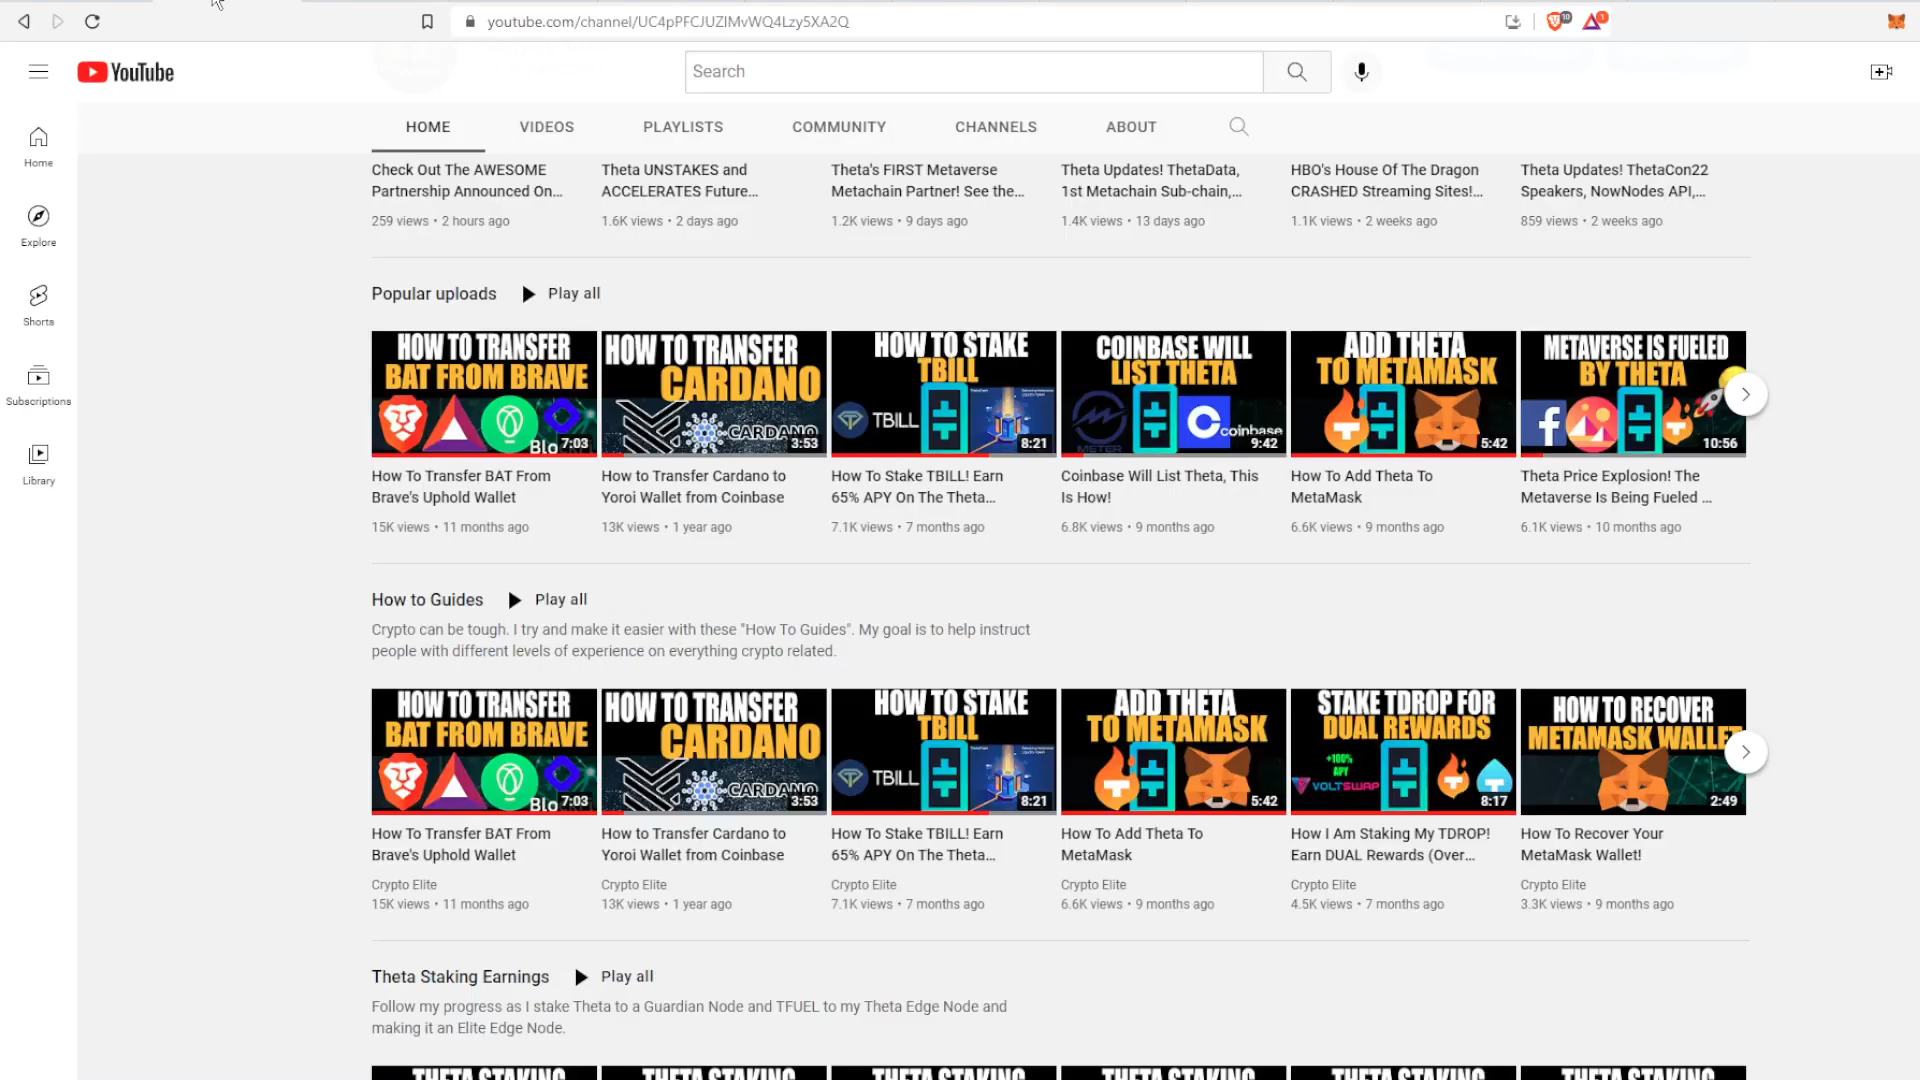 youtube.com/channel/UC4pPFCJUZIMvWQ4Lzy5XA2Q
10
1
YouTube
Search
HOME VIDEOS PLAYLISTS COMMUNITY CHANNELS ABOUT
Home
Explore
Shorts
Subscriptions
Library
Check Out The AWESOME
Partnership Announced On...
259 views • 2 hours ago
Theta UNSTAKES and
ACCELERATES Future...
1.6K views • 2 days ago
Theta's FIRST Metaverse
Metachain Partner! See the...
1.2K views • 9 days ago
Theta Updates! ThetaData,
1st Metachain Sub-chain,...
1.4K views • 13 days ago
HBO's House Of The Dragon
CRASHED Streaming Sites!...
1.1K views • 2 weeks ago
Theta Updates! ThetaCon22
Speakers, NowNodes API,...
859 views • 2 weeks ago
Popular uploads Play all
HOW TO TRANSFER
BAT FROM BRAVE
Blo
7:03
How To Transfer BAT From
Brave's Uphold Wallet
15K views • 11 months ago
HOW TO TRANSFER
CARDANO
CARDANO
3:53
How to Transfer Cardano to
Yoroi Wallet from Coinbase
13K views • 1 year ago
HOW TO STAKE
TBILL
TBILL
8:21
How To Stake TBILL! Earn
65% APY On The Theta...
7.1K views • 7 months ago
COINBASE WILL
LIST THETA
METER
coinbase
9:42
Coinbase Will List Theta, This
Is How!
6.8K views • 9 months ago
ADD THETA
TO METAMASK
5:42
How To Add Theta To
MetaMask
6.6K views • 9 months ago
METAVERSE IS FUELED
BY THETA
10:56
Theta Price Explosion! The
Metaverse Is Being Fueled ...
6.1K views • 10 months ago
How to Guides Play all
Crypto can be tough. I try and make it easier with these "How To Guides". My goal is to help instruct
people with different levels of experience on everything crypto related.
HOW TO TRANSFER
BAT FROM BRAVE
Blo
7:03
How To Transfer BAT From
Brave's Uphold Wallet
Crypto Elite
15K views • 11 months ago
HOW TO TRANSFER
CARDANO
CARDANO
3:53
How to Transfer Cardano to
Yoroi Wallet from Coinbase
Crypto Elite
13K views • 1 year ago
HOW TO STAKE
TBILL
TBILL
8:21
How To Stake TBILL! Earn
65% APY On The Theta...
Crypto Elite
7.1K views • 7 months ago
ADD THETA
TO METAMASK
5:42
How To Add Theta To
MetaMask
Crypto Elite
6.6K views • 9 months ago
STAKE TDROP FOR
DUAL REWARDS
+100%
APY
VOLTSWAP
8:17
How I Am Staking My TDROP!
Earn DUAL Rewards (Over...
Crypto Elite
4.5K views • 7 months ago
HOW TO RECOVER
METAMASK WALLET
2:49
How To Recover Your
MetaMask Wallet!
Crypto Elite
3.3K views • 9 months ago
Theta Staking Earnings Play all
Follow my progress as I stake Theta to a Guardian Node and TFUEL to my Theta Edge Node and
making it an Elite Edge Node.
THETA STAKING THETA STAKING THETA STAKING THETA STAKING THETA STAKING THETA STAKING